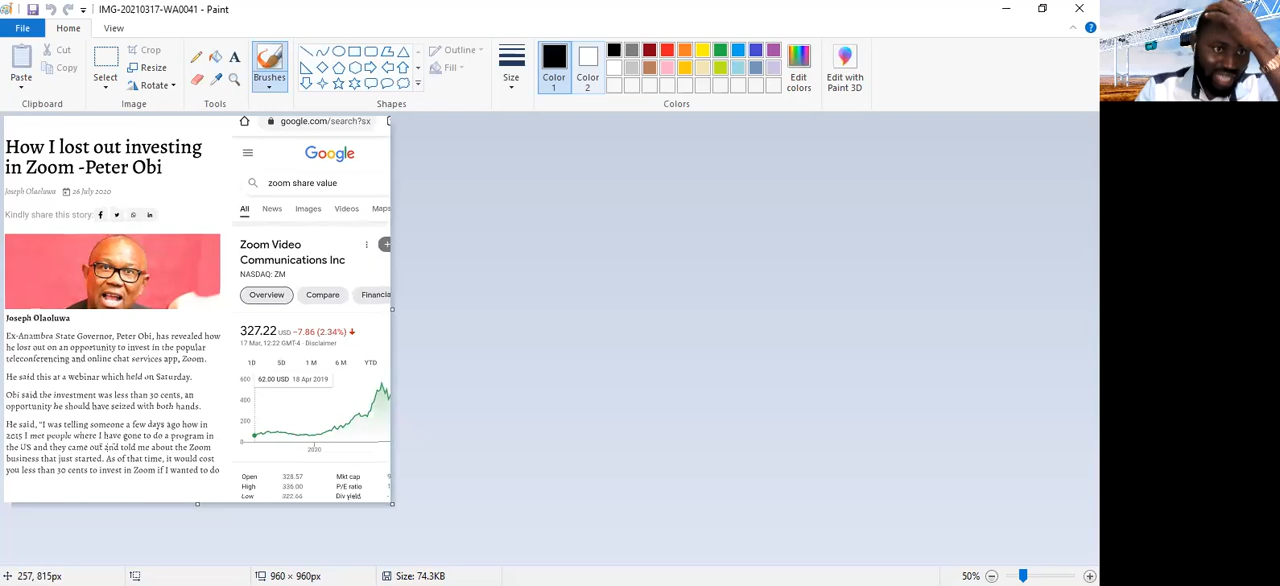 IMG-20210317-WA0041 - Paint
File
Home
View
Paste
Cut
Copy
Clipboard
Select
Crop
Resize
Rotate
Image
A
Tools
Brushes
Outline
Fill
Shapes
Size
Color 1
Color 2
Edit colors
Colors
Edit with Paint 3D
How I lost out investing
in Zoom -Peter Obi
Joseph Olaoluwa 26 July 2020
Kindly share this story:
Joseph Olaoluwa
Ex-Anambra State Governor, Peter Obi, has revealed how
he lost out on an opportunity to invest in the popular
teleconferencing and online chat services app, Zoom.
He said this at a webinar which held on Saturday.
Obi said the investment was less than 30 cents, an
opportunity he should have seized with both hands.
He said, “I was telling someone a few days ago how in
2015 I met people where I have gone to do a program in
the US and they came out and told me about the Zoom
business that just started. As of that time, it would cost
you less than 30 cents to invest in Zoom if I wanted to do
google.com/search?sx
Google
zoom share value
All News Images Videos Maps
Zoom Video
Communications Inc
NASDAQ: ZM
Overview Compare Financia
327.22 USD −7.86 (2.34%)
17 Mar, 12:22 GMT-4 · Disclaimer
1D 5D 1 M 6 M YTD
600
62.00 USD 18 Apr 2019
400
200
0
2020
Open 328.57 Mkt cap
High 336.00 P/E ratio
Low 322.64 Div yield
257, 815px
960 × 960px
Size: 74.3KB
50%